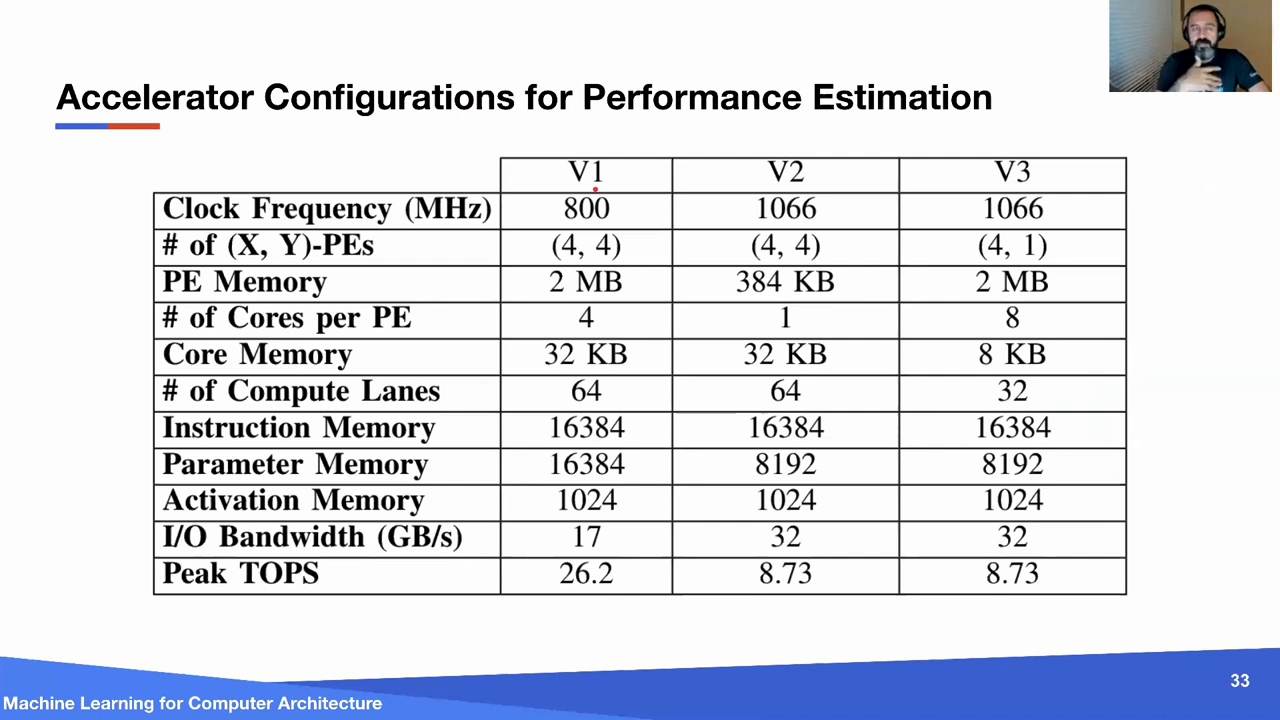 Accelerator Configurations for Performance Estimation
V1 V2 V3
Clock Frequency (MHz) 800 1066 1066
# of (X, Y)-PEs (4, 4) (4, 4) (4, 1)
PE Memory 2 MB 384 KB 2 MB
# of Cores per PE 4 1 8
Core Memory 32 KB 32 KB 8 KB
# of Compute Lanes 64 64 32
Instruction Memory 16384 16384 16384
Parameter Memory 16384 8192 8192
Activation Memory 1024 1024 1024
I/O Bandwidth (GB/s) 17 32 32
Peak TOPS 26.2 8.73 8.73
33
Machine Learning for Computer Architecture